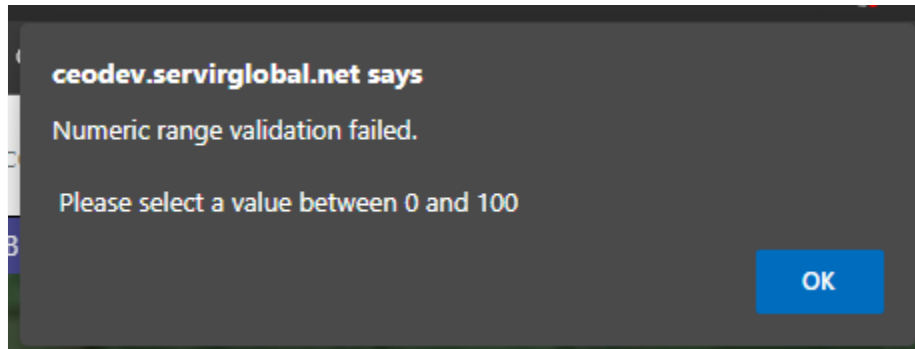 ceodev.servirglobal.net says
Numeric range validation failed.
Please select a value between 0 and 100
OK